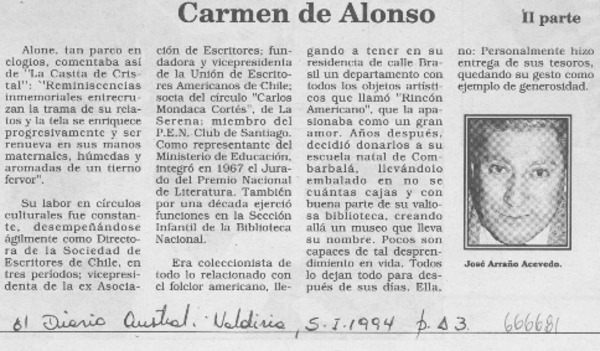 Carmen de Alonso
II parte
Alone, tan parco en
elogios, comentaba así
de "La Casita de Cris-
tal": "Reminiscencias
inmemoriales entrecru-
zan la trama de su rela-
tos y la tela se enriquece
progresivamente y ser
renueva en sus manos
maternales, húmedas y
aromadas de un tierno
fervor".
Su labor en círculos
culturales fue constan-
te, desempeñándose
ágilmente como Directo-
ra de la Sociedad de
Escritores de Chile, en
tres períodos; vicepresi-
denta de la ex Asocia-
ción de Escritores; fun-
dadora y vicepresidenta
de la Unión de Escrito-
res Americanos de Chile;
socia del círculo "Carlos
Mondaca Cortés", de La
Serena; miembro del
P.E.N. Club de Santiago.
Como representante del
Ministerio de Educación,
integró en 1967 el Jura-
do del Premio Nacional
de Literatura. También
por una década ejerció
funciones en la Sección
Infantil de la Biblioteca
Nacional.
Era coleccionista de
todo lo relacionado con
el folclor americano, lle-
gando a tener en su
residencia de calle Bra-
sil un departamento con
todos los objetos artísti-
cos que llamó "Rincón
Americano", que la apa-
sionaba como un gran
amor. Años después,
decidió donarlos a su
escuela natal de Com-
barbalá, llevándolo
embalado en no se
cuántas cajas y con
buena parte de su valio-
sa biblioteca, creando
allá un museo que lleva
su nombre. Pocos son
capaces de tal despren-
dimiento en vida. Todos
lo dejan todo para des-
pués de sus días. Ella,
no: Personalmente hizo
entrega de sus tesoros,
quedando su gesto como
ejemplo de generosidad.
José Arraño Acevedo.
El Diario Austral. Valdivia, 5-I-1994 p. A3. 666681